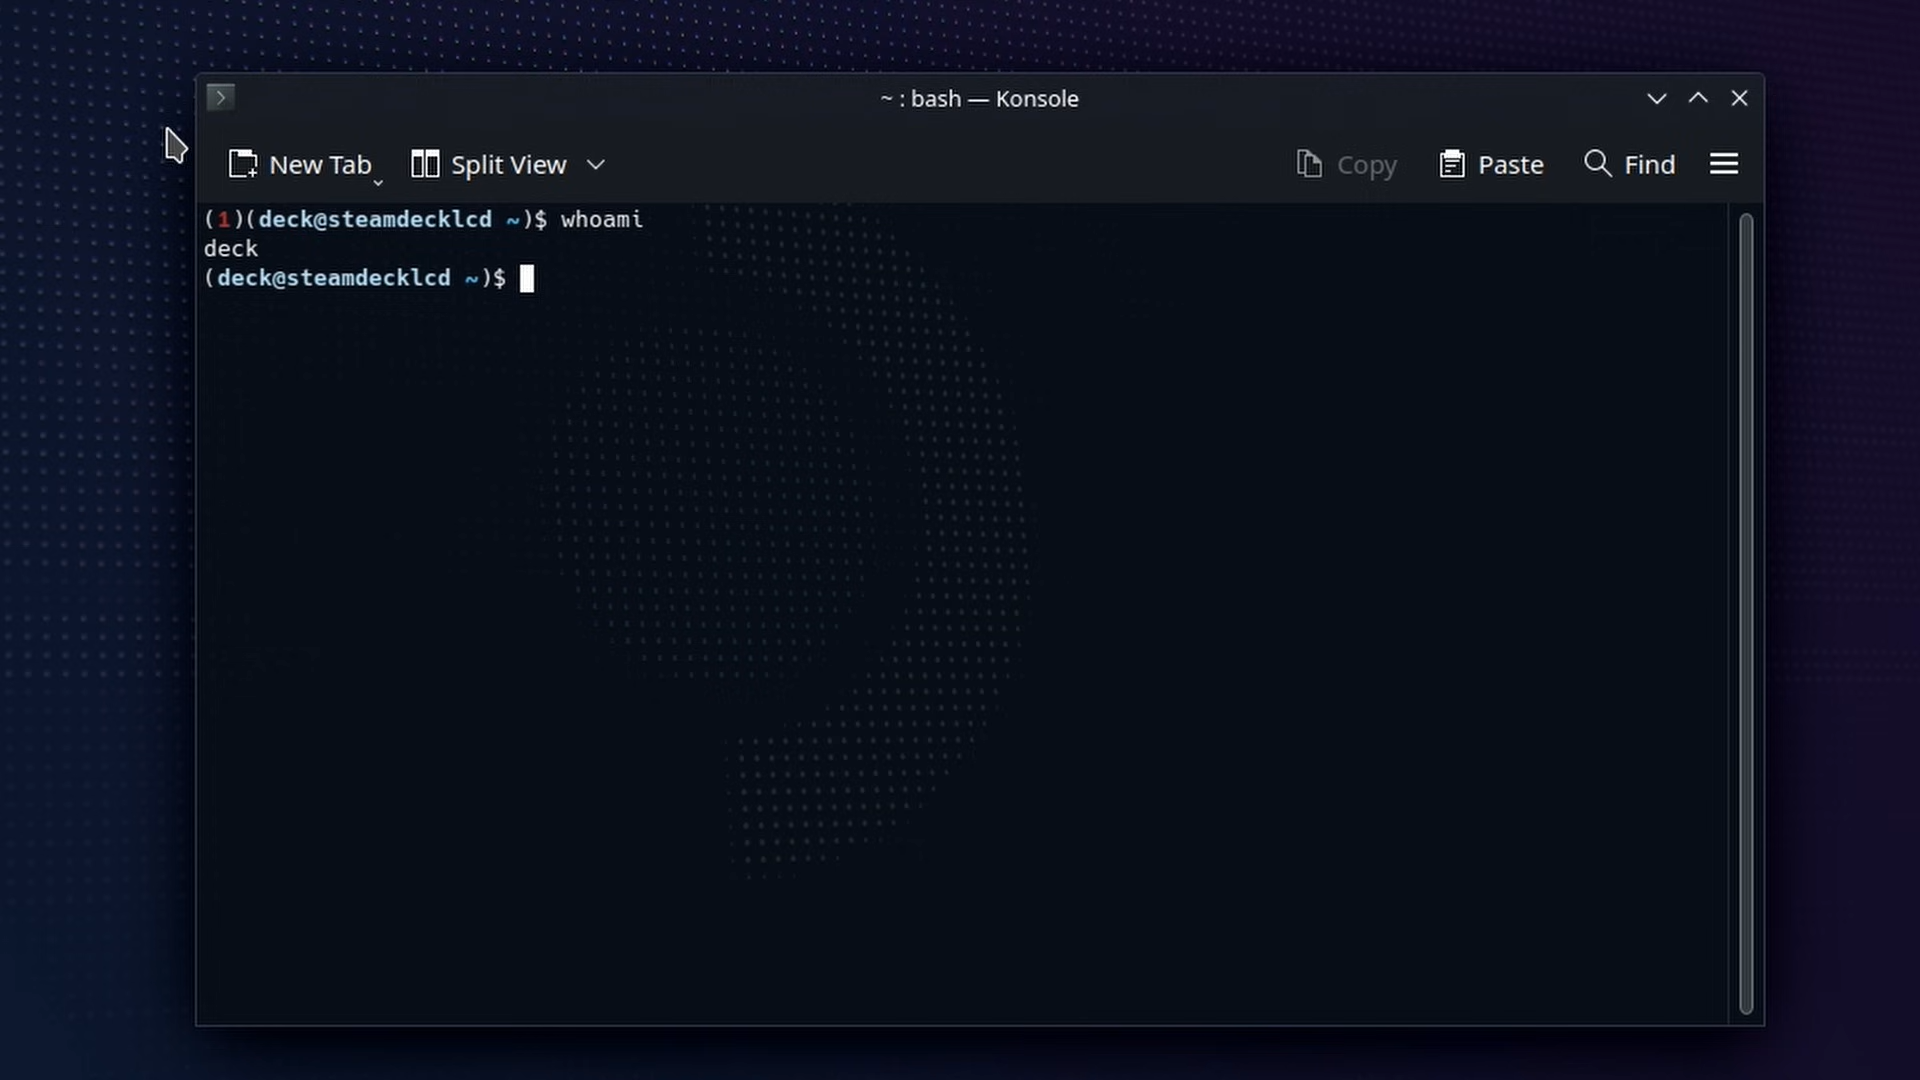 ~ : bash — Konsole
New Tab Split View Copy Paste Find
(1)(deck@steamdecklcd ~)$ whoami
deck
(deck@steamdecklcd ~)$